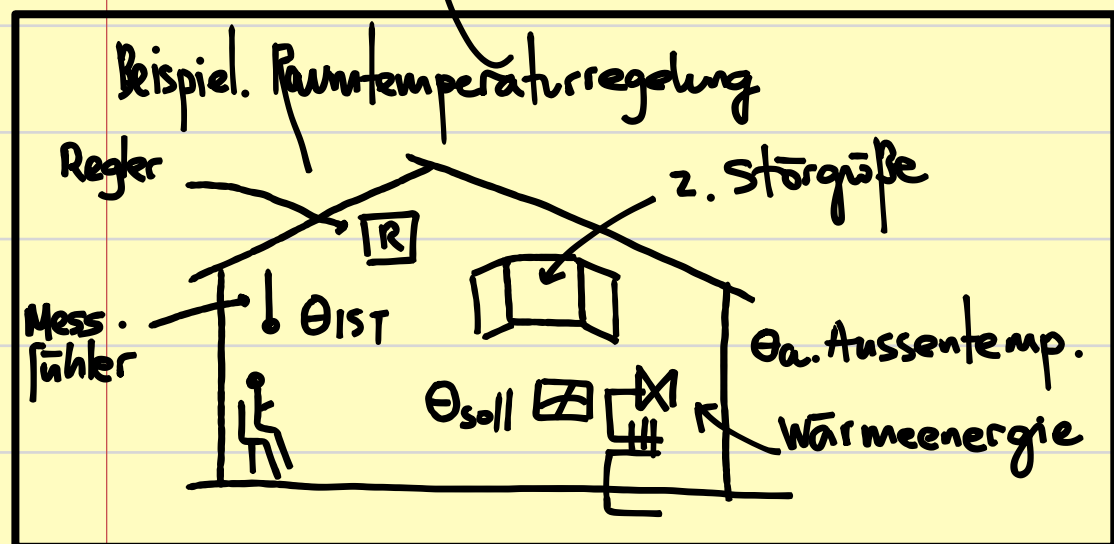 Beispiel. Raumtemperaturregelung
Regler
z. Störgröße
R
Mess.
fühler
θIST
θa. Aussentemp.
θsoll
Wärmeenergie